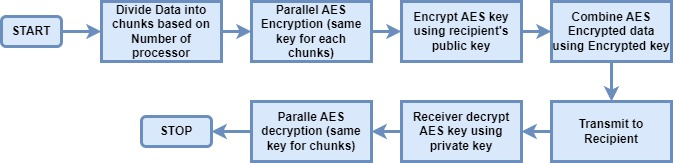 START
Divide Data into
chunks based on
Number of
processor
Parallel AES
Encryption (same
key for each
chunks)
Encrypt AES key
using recipient's
public key
Combine AES
Encrypted data
using Encrypted key
Transmit to
Recipient
Receiver decrypt
AES key using
private key
Paralle AES
decryption (same
key for chunks)
STOP